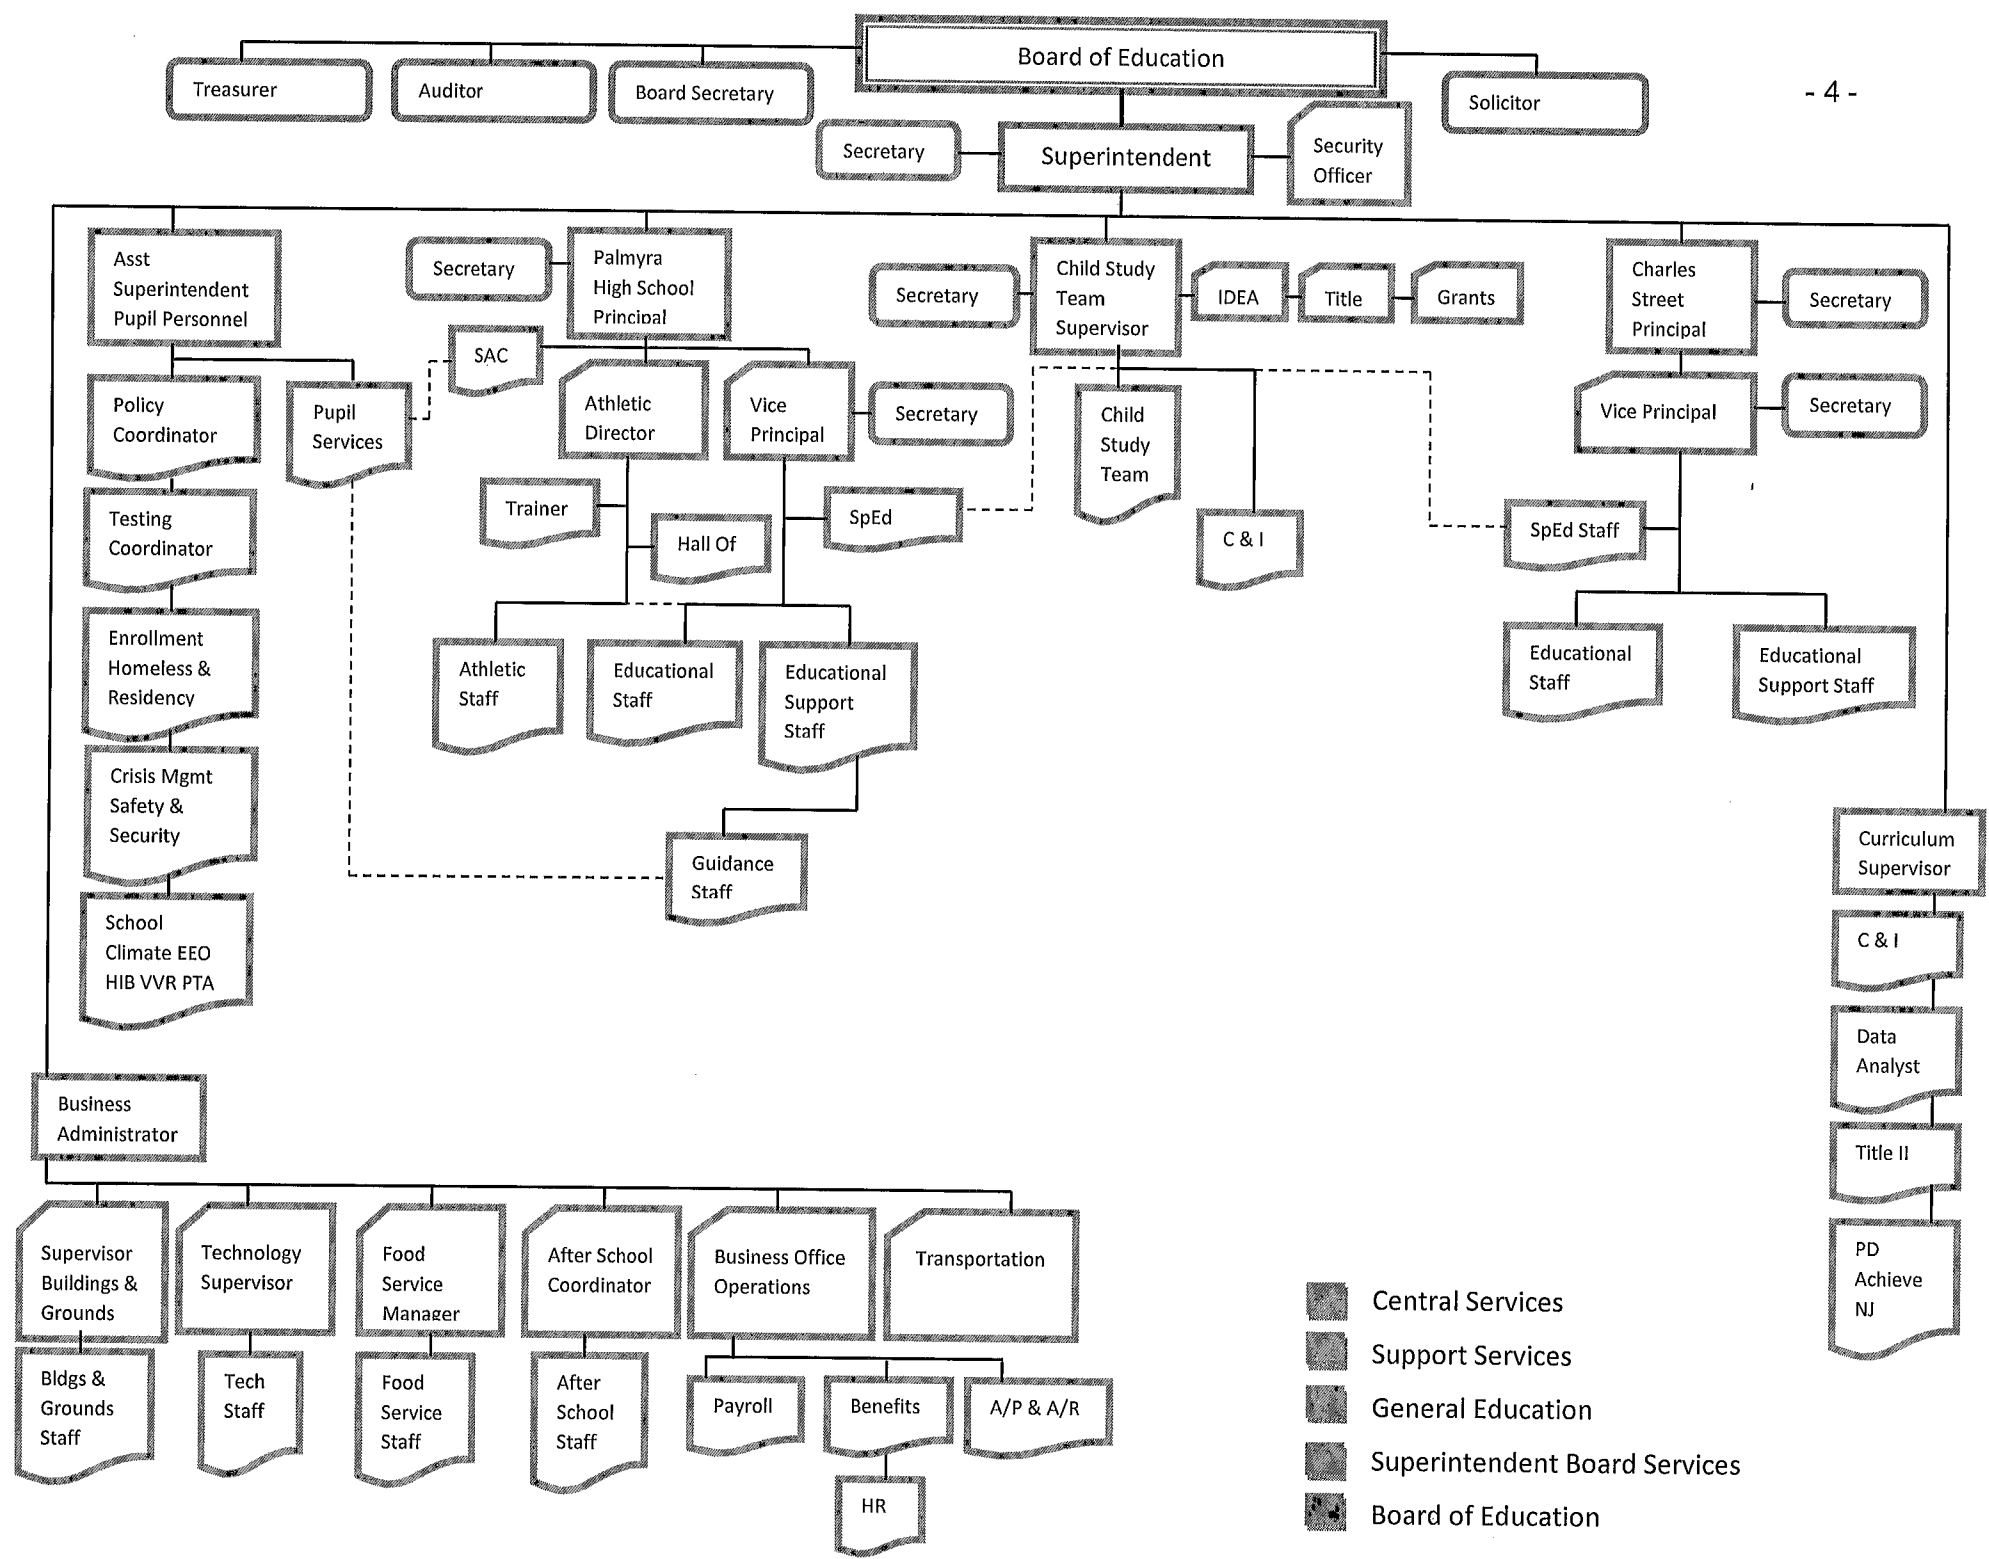 Board of Education
- 4 -
Treasurer
Auditor
Board Secretary
Solicitor
Secretary
Superintendent
Security
Officer
Asst
Superintendent
Pupil Personnel
Secretary
Palmyra
High School
Principal
Secretary
Child Study
Team
Supervisor
IDEA
Title
Grants
Charles
Street
Principal
Secretary
SAC
Policy
Coordinator
Pupil
Services
Athletic
Director
Vice
Principal
Secretary
Child
Study
Team
Vice Principal
Secretary
Testing
Coordinator
Trainer
Hall Of
SpEd
C & I
SpEd Staff
Enrollment
Homeless &
Residency
Athletic
Staff
Educational
Staff
Educational
Support
Staff
Educational
Staff
Educational
Support Staff
Crisis Mgmt
Safety &
Security
Guidance
Staff
Curriculum
Supervisor
School
Climate EEO
HIB VVR PTA
C & I
Data
Analyst
Business
Administrator
Title II
Supervisor
Buildings &
Grounds
Technology
Supervisor
Food
Service
Manager
After School
Coordinator
Business Office
Operations
Transportation
PD
Achieve
NJ
Bldgs &
Grounds
Staff
Tech
Staff
Food
Service
Staff
After
School
Staff
Payroll
Benefits
A/P & A/R
HR
Central Services
Support Services
General Education
Superintendent Board Services
Board of Education